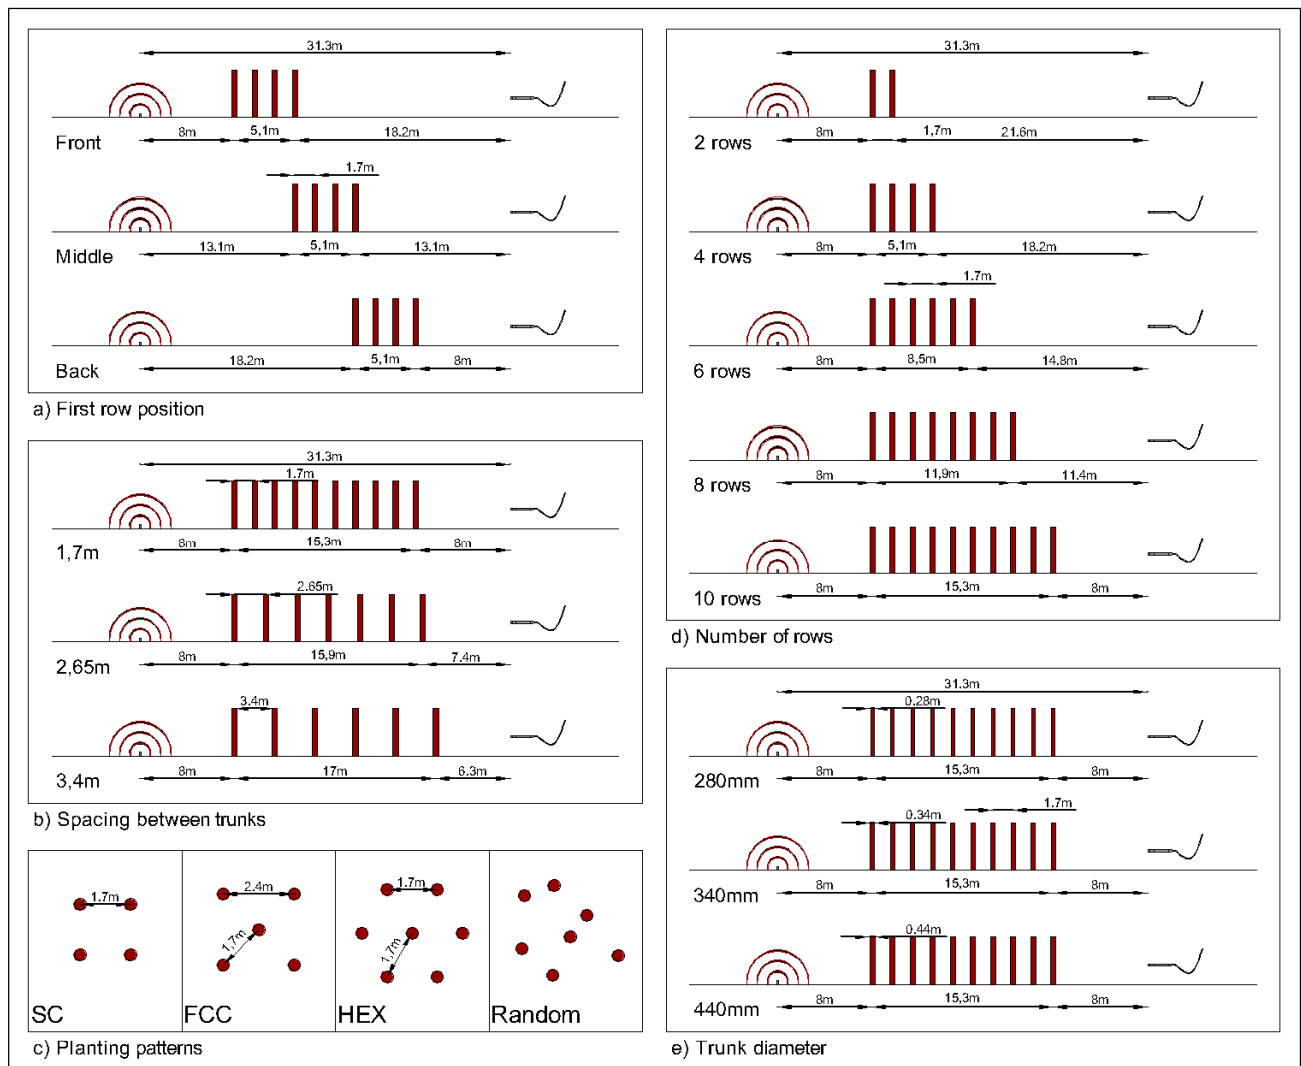 31.3m
8m 5,1m 18.2m
Front
1.7m
13.1m 5,1m 13.1m
Middle
18.2m 5,1m 8m
Back
a) First row position
31.3m
1.7m
8m 15,3m 8m
1,7m
2.65m
8m 15,9m 7.4m
2,65m
3.4m
8m 17m 6.3m
3,4m
b) Spacing between trunks
1.7m
SC
2.4m
1,7m
FCC
1.7m
1,7m
HEX
Random
c) Planting patterns
31.3m
8m 1,7m 21.6m
2 rows
8m 5,1m 18.2m
4 rows
1.7m
8m 8,5m 14.8m
6 rows
8m 11,9m 11.4m
8 rows
8m 15,3m 8m
10 rows
d) Number of rows
31.3m
0.28m
8m 15,3m 8m
280mm
0.34m 1.7m
8m 15,3m 8m
340mm
0.44m
8m 15,3m 8m
440mm
e) Trunk diameter